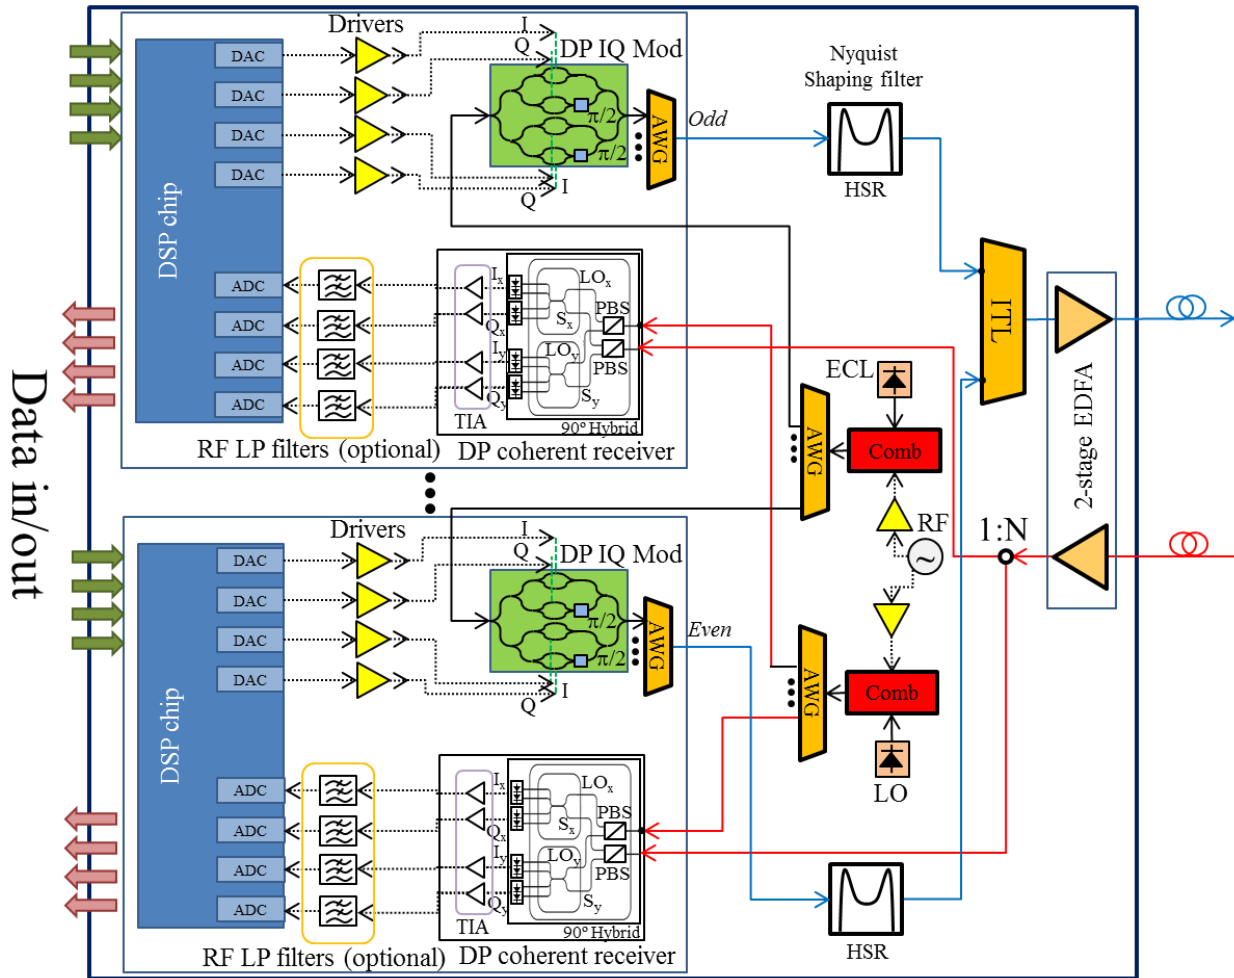 Data in/out
Drivers
DSP chip
DAC
DAC
DAC
DAC
I
Q
DP IQ Mod
π/2
π/2
Q
I
AWG
Odd
Nyquist
Shaping filter
HSR
ADC
ADC
ADC
ADC
RF LP filters (optional)
TIA
Ix
Qx
Iy
Qy
LOx
Sx
LOy
Sy
PBS
PBS
90° Hybrid
DP coherent receiver
AWG
ECL
Comb
RF
ITL
2-stage EDFA
1:N
AWG
Comb
LO
Drivers
DSP chip
DAC
DAC
DAC
DAC
I
Q
DP IQ Mod
π/2
π/2
Q
I
AWG
Even
HSR
ADC
ADC
ADC
ADC
RF LP filters (optional)
TIA
Ix
Qx
Iy
Qy
LOx
Sx
LOy
Sy
PBS
PBS
90° Hybrid
DP coherent receiver